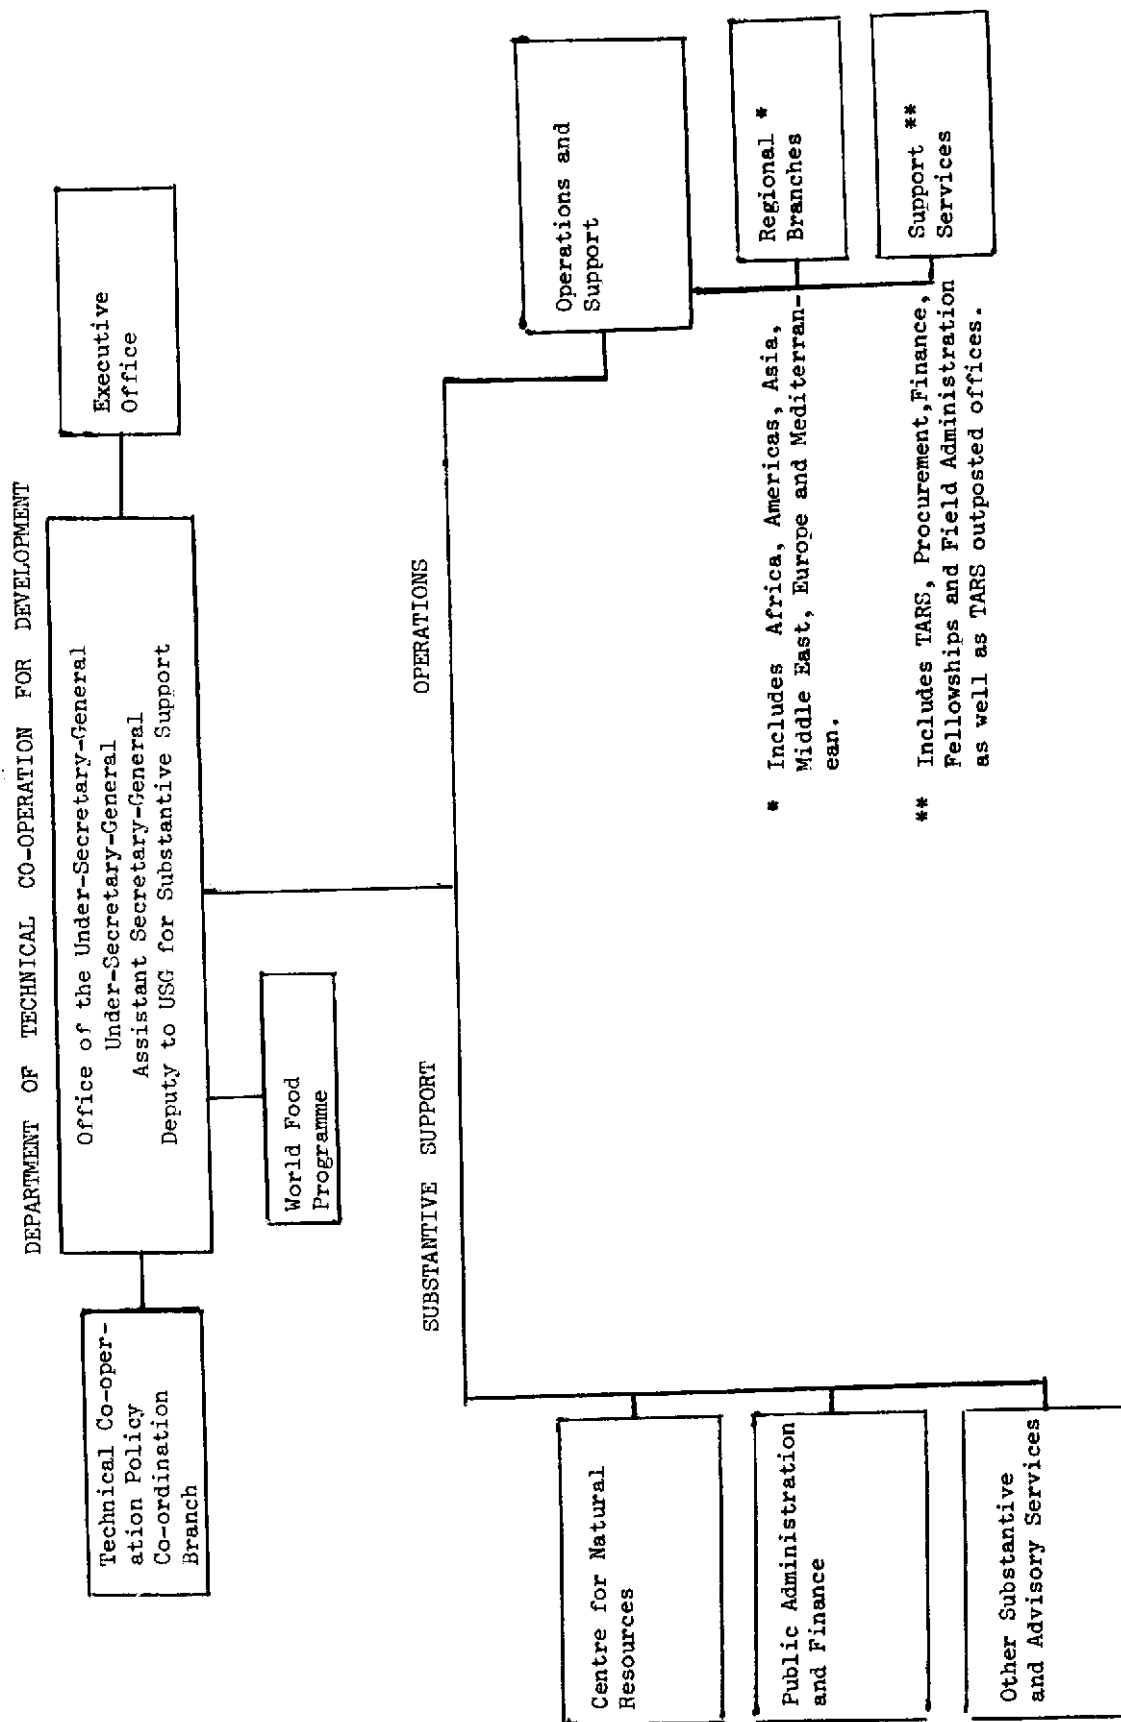 DEPARTMENT OF TECHNICAL CO-OPERATION FOR DEVELOPMENT
Technical Co-oper-
ation Policy
Co-ordination
Branch
Office of the Under-Secretary-General
Under-Secretary-General
Assistant Secretary-General
Deputy to USG for Substantive Support
Executive
Office
World Food
Programme
SUBSTANTIVE SUPPORT
OPERATIONS
Centre for Natural
Resources
Public Administration
and Finance
Other Substantive
and Advisory Services
Operations and
Support
Regional *
Branches
Support **
Services
* Includes Africa, Americas, Asia,
Middle East, Europe and Mediterran-
ean.
** Includes TARS, Procurement,Finance,
Fellowships and Field Administration
as well as TARS outposted offices.